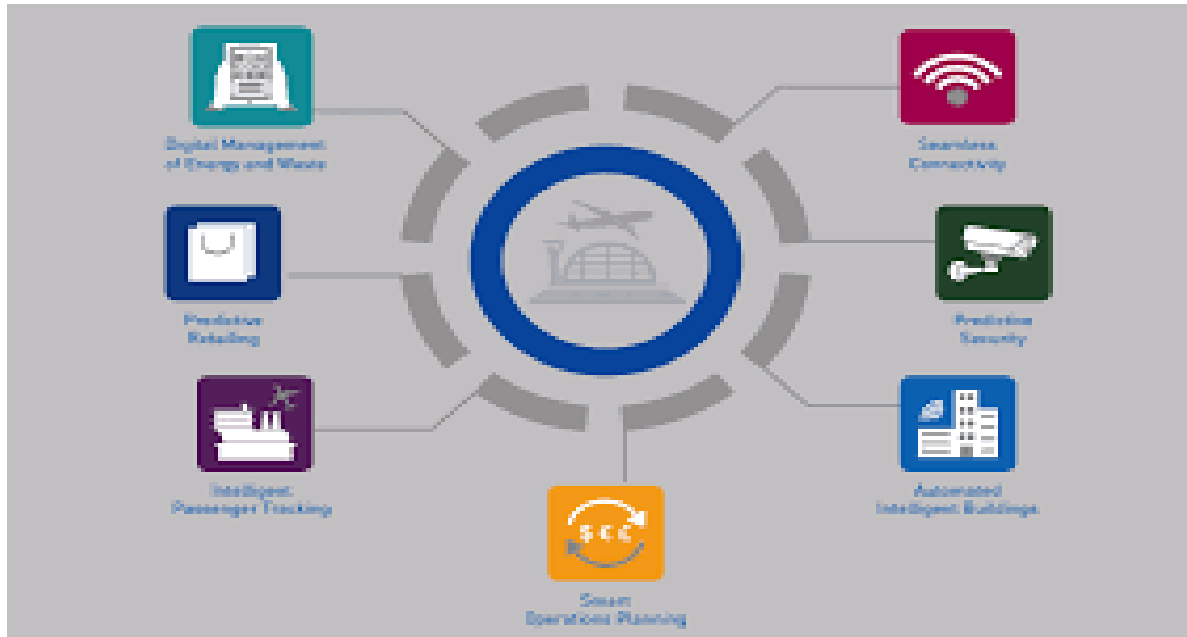 Digital Management
of Energy and Waste
Seamless
Connectivity
Predictive
Retailing
Predictive
Security
Intelligent
Passenger Tracking
Automated
Intelligent Buildings
$ € £
Smart
Operations Planning